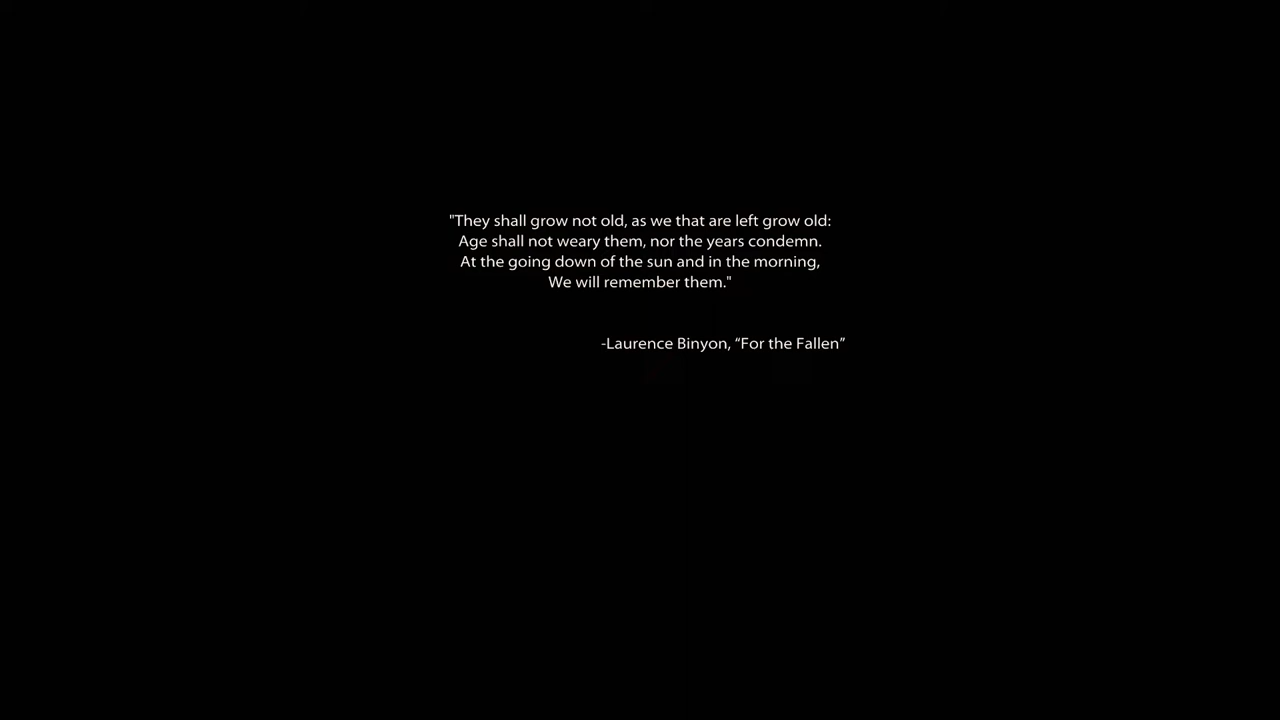 "They shall grow not old, as we that are left grow old:
Age shall not weary them, nor the years condemn.
At the going down of the sun and in the morning,
We will remember them."
-Laurence Binyon, “For the Fallen”